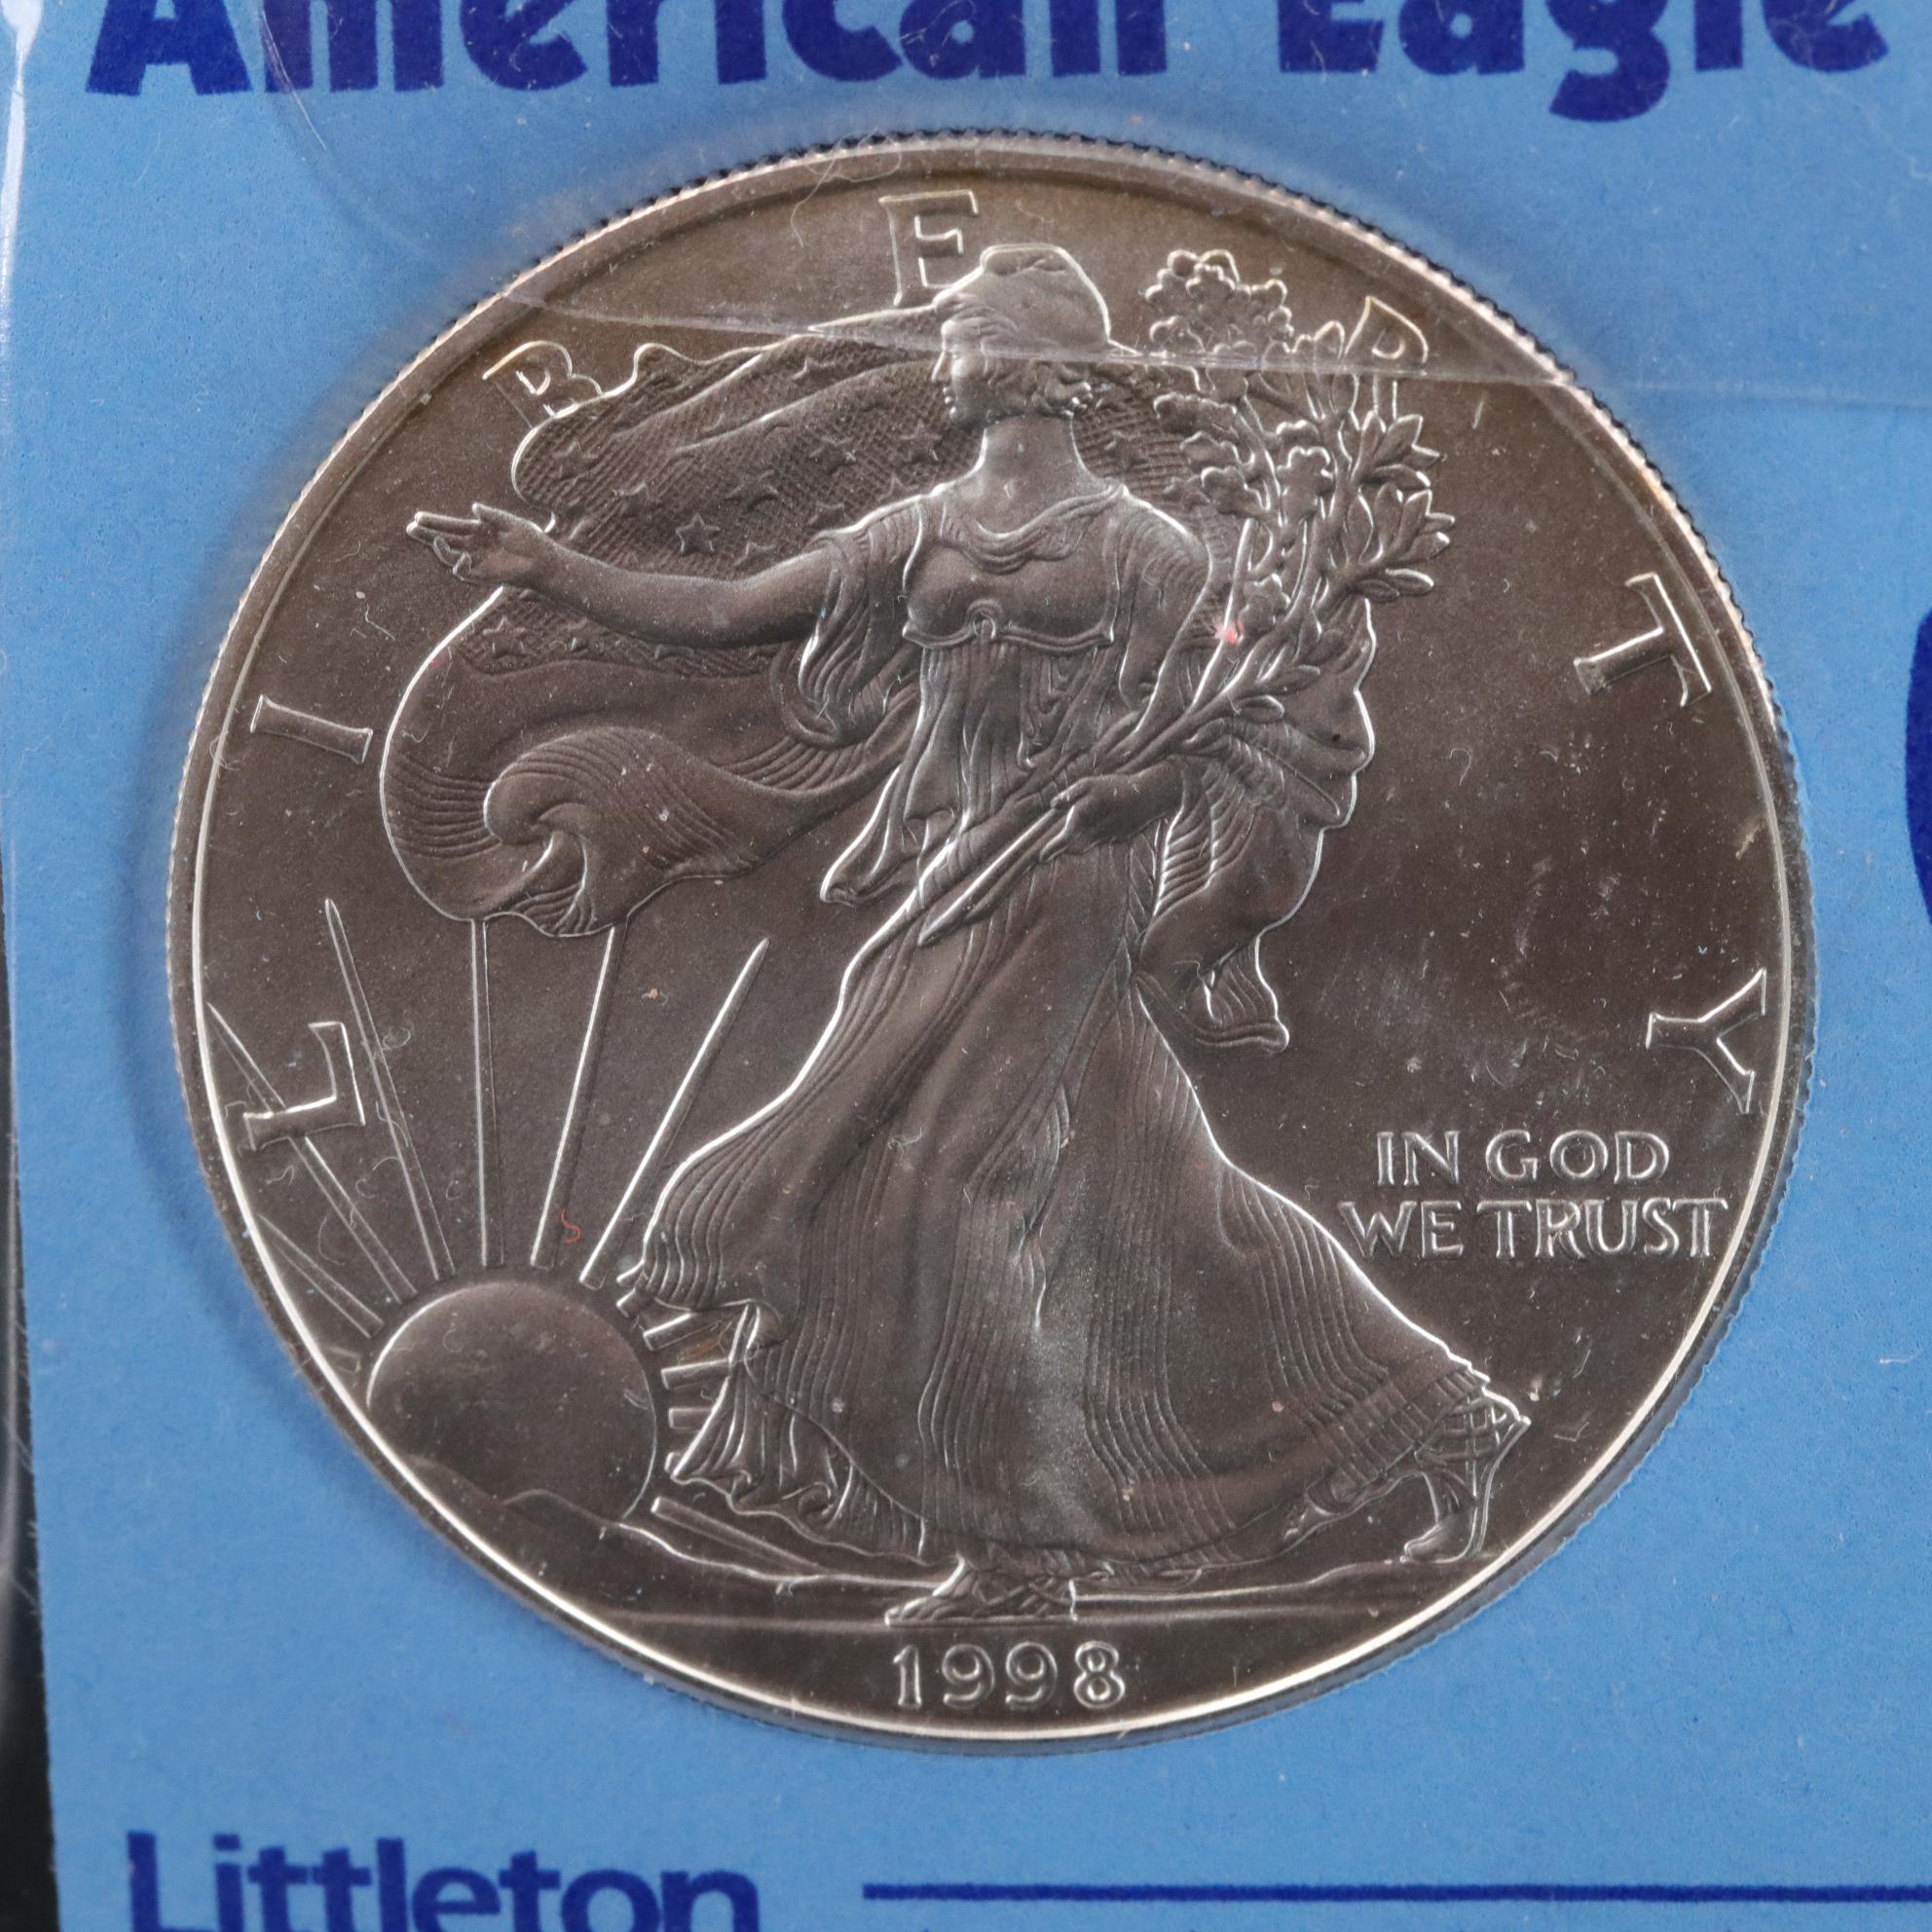 American Eagle
LIBERTY
IN GOD
WE TRUST
1998
Littleton